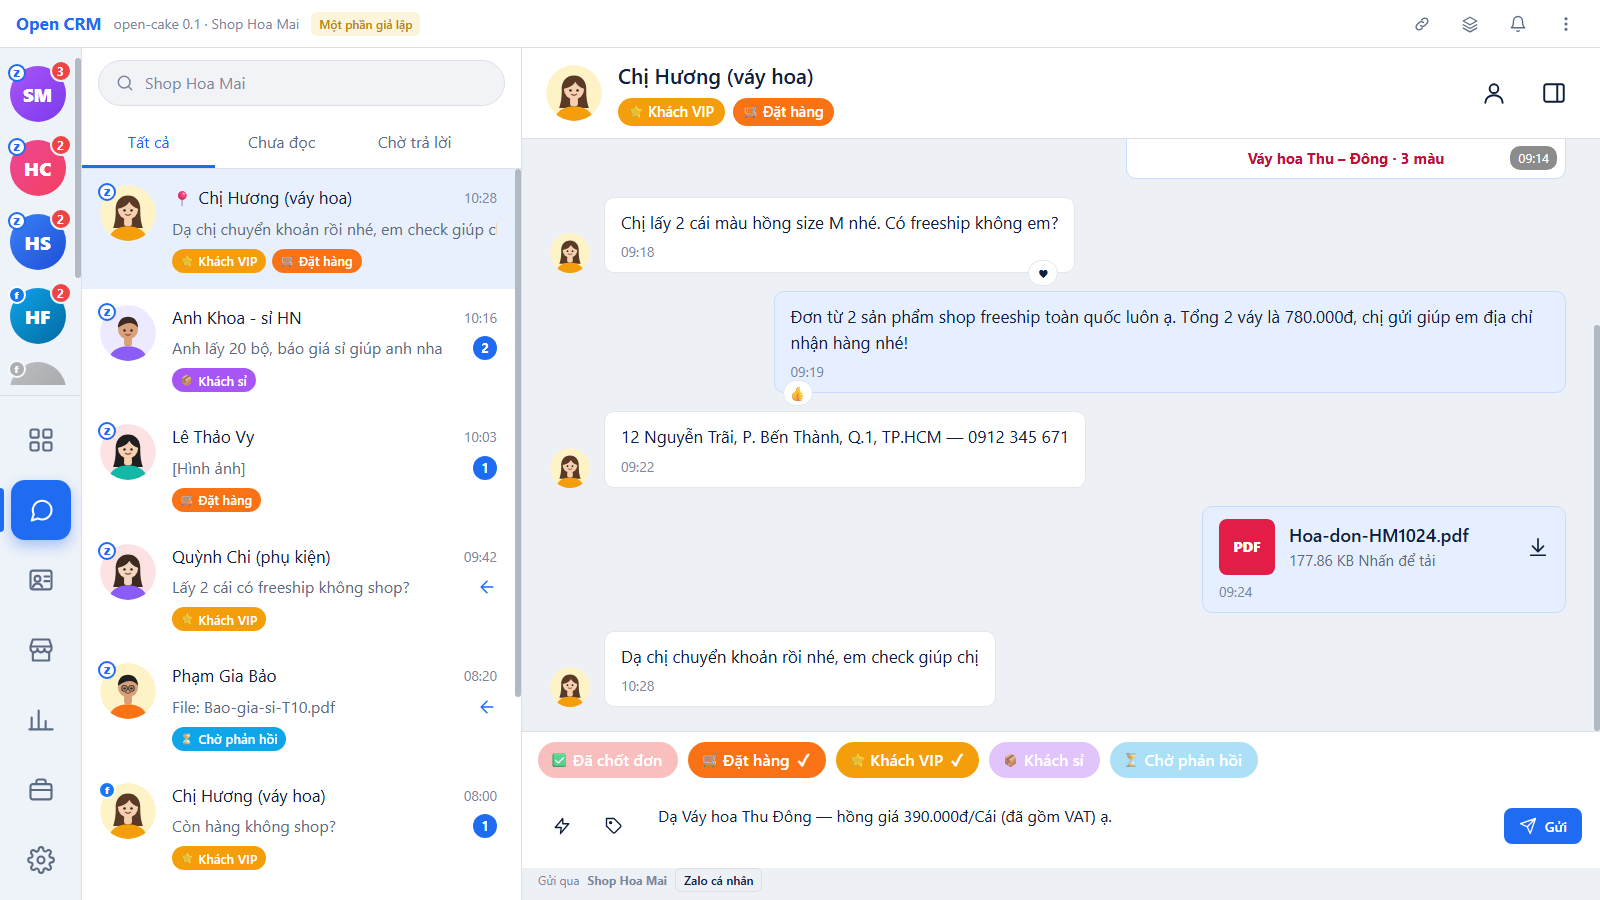 Open CRM
open-cake 0.1 · Shop Hoa Mai
Một phần giả lập
SM
3
HC
2
HS
2
HF
2
Shop Hoa Mai
Tất cả
Chưa đọc
Chờ trả lời
Chị Hương (váy hoa)
10:28
Dạ chị chuyển khoản rồi nhé, em check giúp c
Khách VIP
Đặt hàng
Anh Khoa - sỉ HN
10:16
Anh lấy 20 bộ, báo giá sỉ giúp anh nha
2
Khách sỉ
Lê Thảo Vy
10:03
[Hình ảnh]
1
Đặt hàng
Quỳnh Chi (phụ kiện)
09:42
Lấy 2 cái có freeship không shop?
Khách VIP
Phạm Gia Bảo
08:20
File: Bao-gia-si-T10.pdf
Chờ phản hồi
Chị Hương (váy hoa)
08:00
Còn hàng không shop?
1
Khách VIP
Chị Hương (váy hoa)
Khách VIP
Đặt hàng
Váy hoa Thu – Đông · 3 màu
09:14
Chị lấy 2 cái màu hồng size M nhé. Có freeship không em?
09:18
Đơn từ 2 sản phẩm shop freeship toàn quốc luôn ạ. Tổng 2 váy là 780.000đ, chị gửi giúp em địa chỉ
nhận hàng nhé!
09:19
12 Nguyễn Trãi, P. Bến Thành, Q.1, TP.HCM — 0912 345 671
09:22
PDF
Hoa-don-HM1024.pdf
177.86 KB Nhấn để tải
09:24
Dạ chị chuyển khoản rồi nhé, em check giúp chị
10:28
Đã chốt đơn
Đặt hàng ✓
Khách VIP ✓
Khách sỉ
Chờ phản hồi
Dạ Váy hoa Thu Đông — hồng giá 390.000đ/Cái (đã gồm VAT) ạ.
Gửi
Gửi qua Shop Hoa Mai Zalo cá nhân